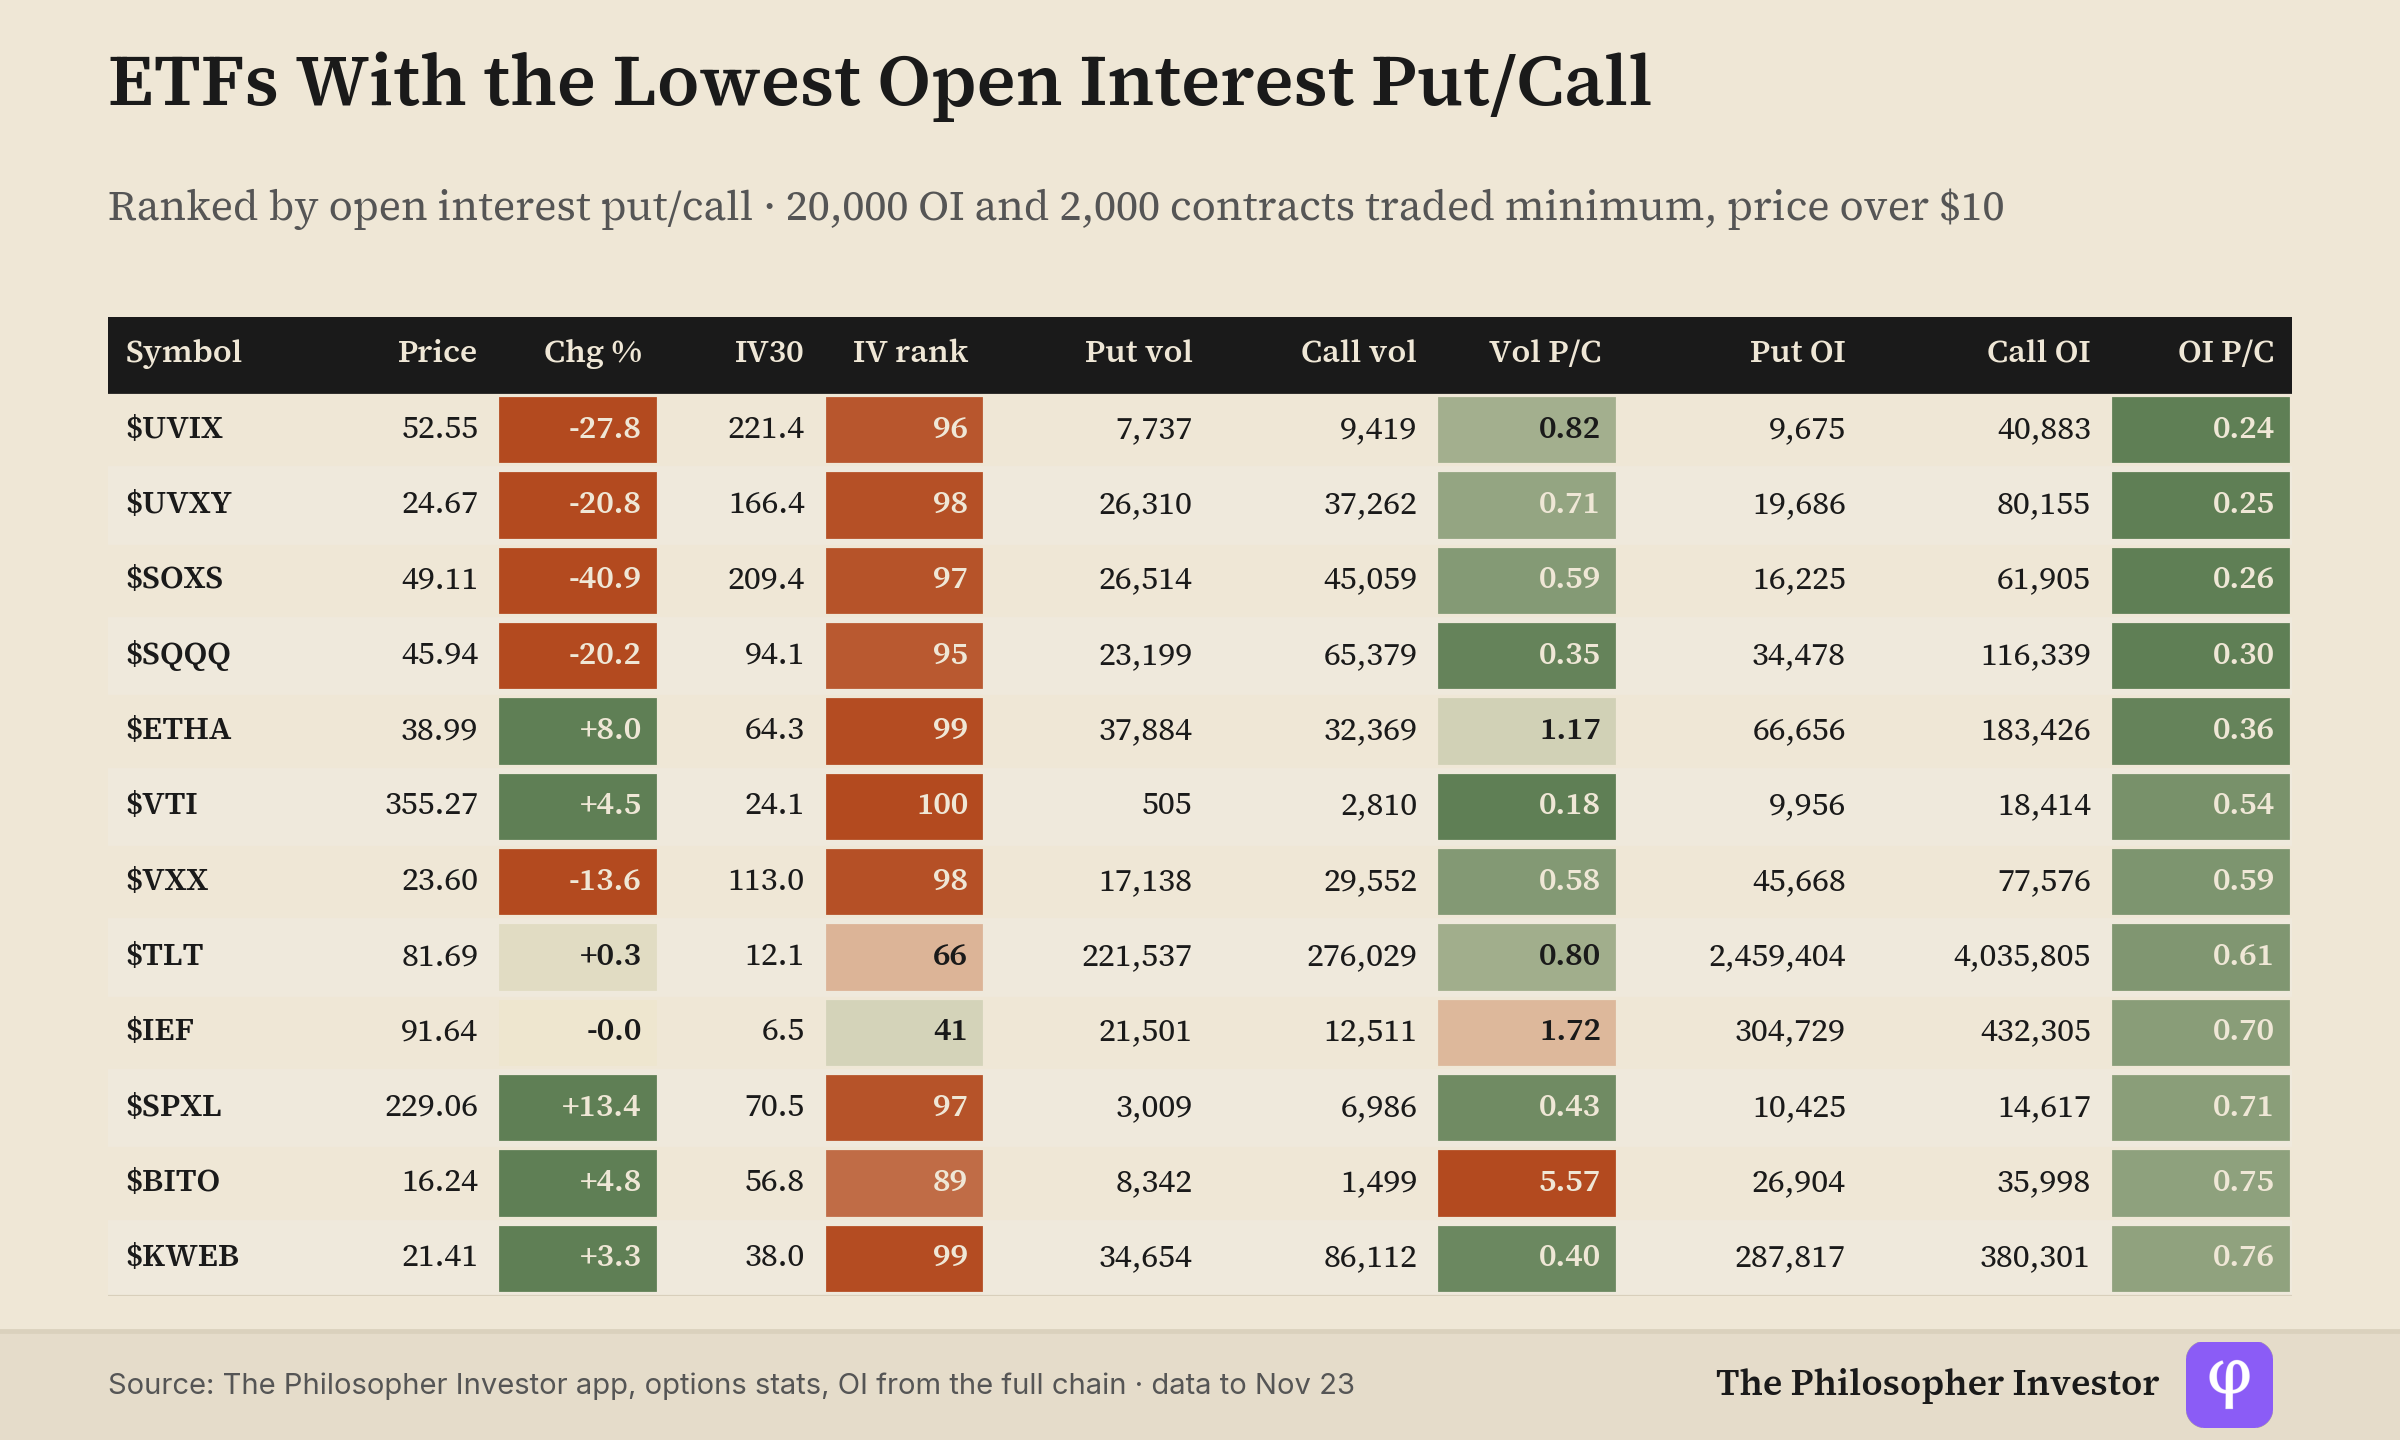 ETFs With the Lowest Open Interest Put/Call
Ranked by open interest put/call · 20,000 OI and 2,000 contracts traded minimum, price over $10
Symbol Price Chg % IV30 IV rank Put vol Call vol Vol P/C Put OI Call OI OI P/C
$UVIX 52.55 -27.8 221.4 96 7,737 9,419 0.82 9,675 40,883 0.24
$UVXY 24.67 -20.8 166.4 98 26,310 37,262 0.71 19,686 80,155 0.25
$SOXS 49.11 -40.9 209.4 97 26,514 45,059 0.59 16,225 61,905 0.26
$SQQQ 45.94 -20.2 94.1 95 23,199 65,379 0.35 34,478 116,339 0.30
$ETHA 38.99 +8.0 64.3 99 37,884 32,369 1.17 66,656 183,426 0.36
$VTI 355.27 +4.5 24.1 100 505 2,810 0.18 9,956 18,414 0.54
$VXX 23.60 -13.6 113.0 98 17,138 29,552 0.58 45,668 77,576 0.59
$TLT 81.69 +0.3 12.1 66 221,537 276,029 0.80 2,459,404 4,035,805 0.61
$IEF 91.64 -0.0 6.5 41 21,501 12,511 1.72 304,729 432,305 0.70
$SPXL 229.06 +13.4 70.5 97 3,009 6,986 0.43 10,425 14,617 0.71
$BITO 16.24 +4.8 56.8 89 8,342 1,499 5.57 26,904 35,998 0.75
$KWEB 21.41 +3.3 38.0 99 34,654 86,112 0.40 287,817 380,301 0.76
Source: The Philosopher Investor app, options stats, OI from the full chain · data to Nov 23
The Philosopher Investor φ